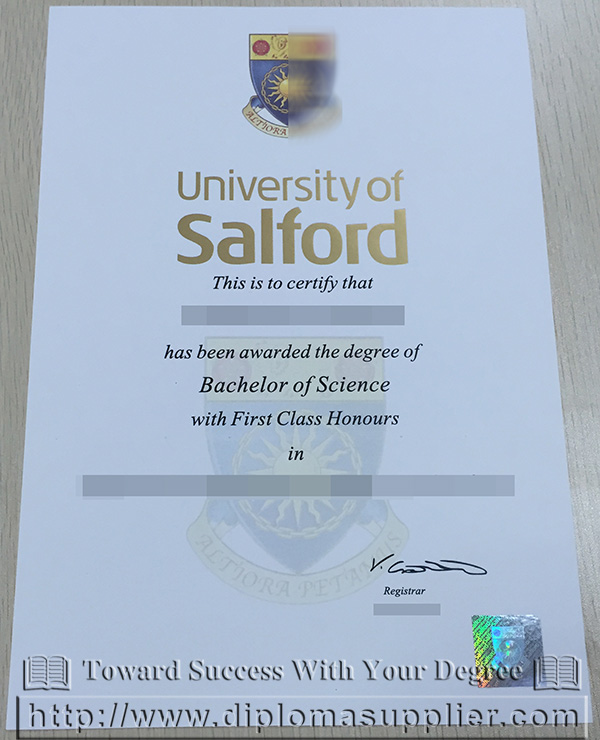 ALTIORA
University of
Salford
This is to certify that
has been awarded the degree of
Bachelor of Science
with First Class Honours
in
ALTIORA PETAMUS
Registrar
Toward Success With Your Degree
http://www.diplomasupplier.com